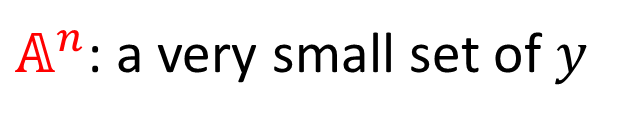 𝔸ⁿ: a very small set of 𝑦